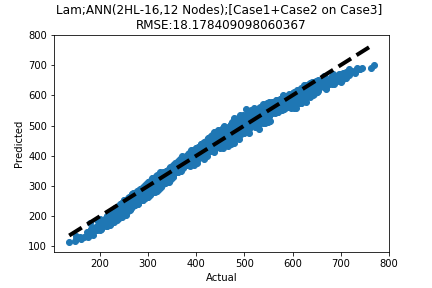 Lam;ANN(2HL-16,12 Nodes);[Case1+Case2 on Case3]
RMSE:18.178409098060367
800
700
600
500
400
300
200
100
Predicted
200 300 400 500 600 700 800
Actual